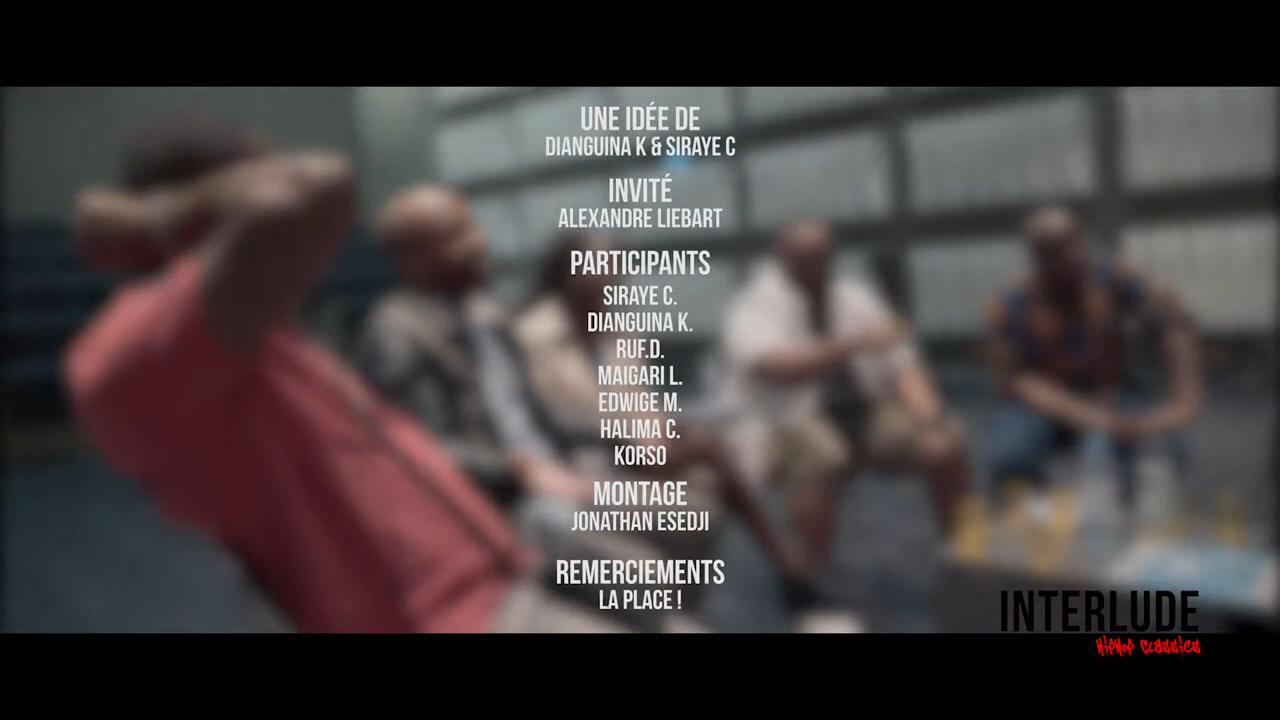 UNE IDÉE DE
DIANGUINA K & SIRAYE C
INVITÉ
ALEXANDRE LIEBART
PARTICIPANTS
SIRAYE C.
DIANGUINA K.
RUF.D.
MAIGARI L.
EDWIGE M.
HALIMA C.
KORSO
MONTAGE
JONATHAN ESEDJI
REMERCIEMENTS
LA PLACE !
INTERLUDE
HIPHOP CLASSICS